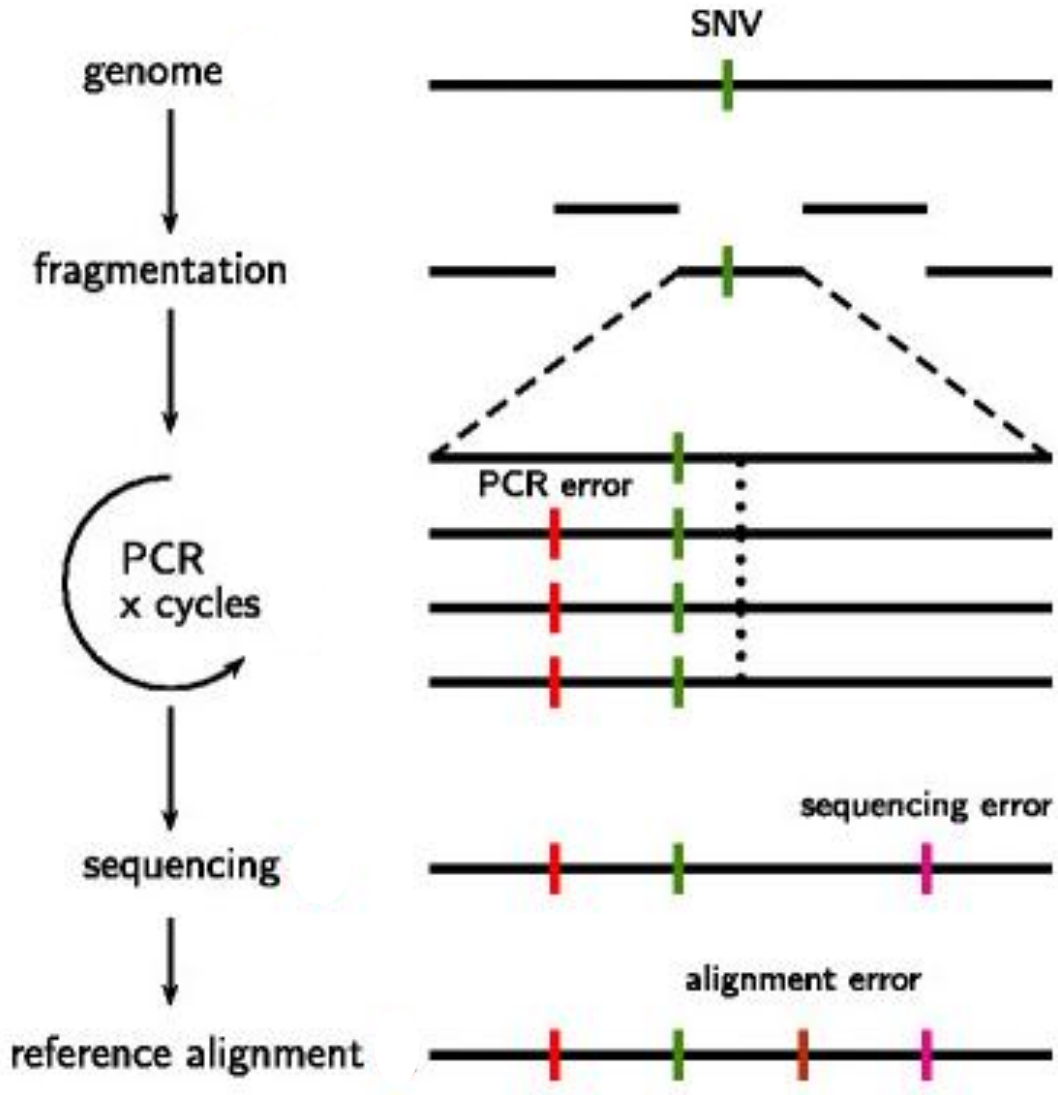 SNV
genome
fragmentation
PCR error
PCR
x cycles
sequencing error
sequencing
alignment error
reference alignment